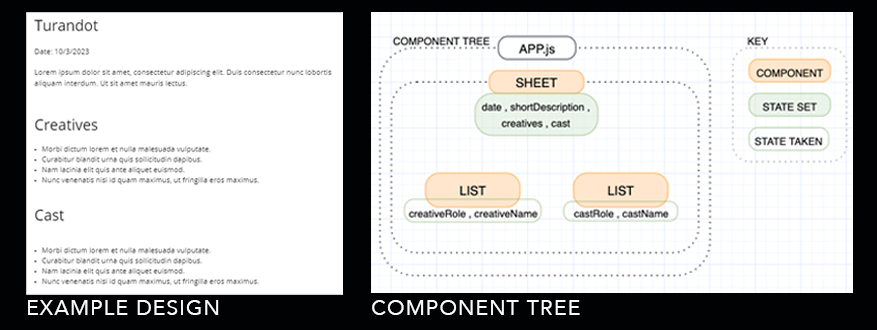 Turandot
Date: 10/3/2023
Lorem ipsum dolor sit amet, consectetur adipiscing elit. Duis consectetur nunc lobortis
aliquam interdum. Ut sit amet mauris lectus.
Creatives
• Morbi dictum lorem et nulla malesuada vulputate.
• Curabitur blandit urna quis sollicitudin dapibus.
• Nam lacinia elit quis ante aliquet euismod.
• Nunc venenatis nisl id quam maximus, ut fringilla eros maximus.
Cast
• Morbi dictum lorem et nulla malesuada vulputate.
• Curabitur blandit urna quis sollicitudin dapibus.
• Nam lacinia elit quis ante aliquet euismod.
• Nunc venenatis nisl id quam maximus, ut fringilla eros maximus.
EXAMPLE DESIGN
COMPONENT TREE
APP.js
SHEET
date , shortDescription ,
creatives , cast
LIST
creativeRole , creativeName
LIST
castRole , castName
KEY
COMPONENT
STATE SET
STATE TAKEN
COMPONENT TREE